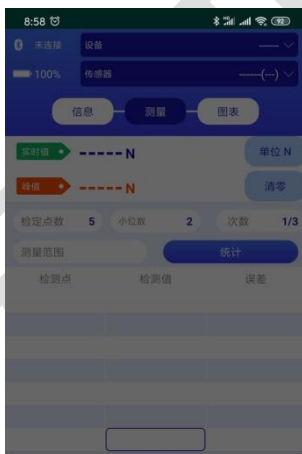 8:58 92
未连接 设备 ----
100% 传感器 ----(--)
信息 测量 图表
实时值 ----- N 单位 N
峰值 ----- N 清零
检定点数 5 小位数 2 次数 1/3
测量范围 统计
检测点 检测值 误差